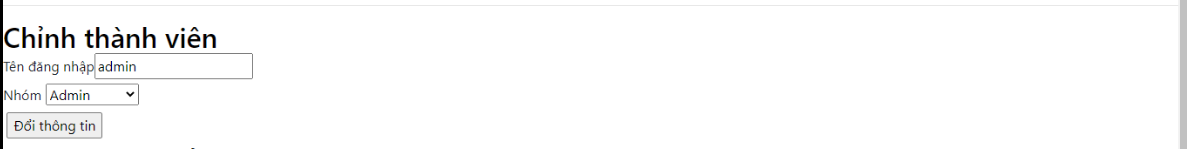 Chỉnh thành viên
Tên đăng nhập admin
Nhóm Admin
Đổi thông tin